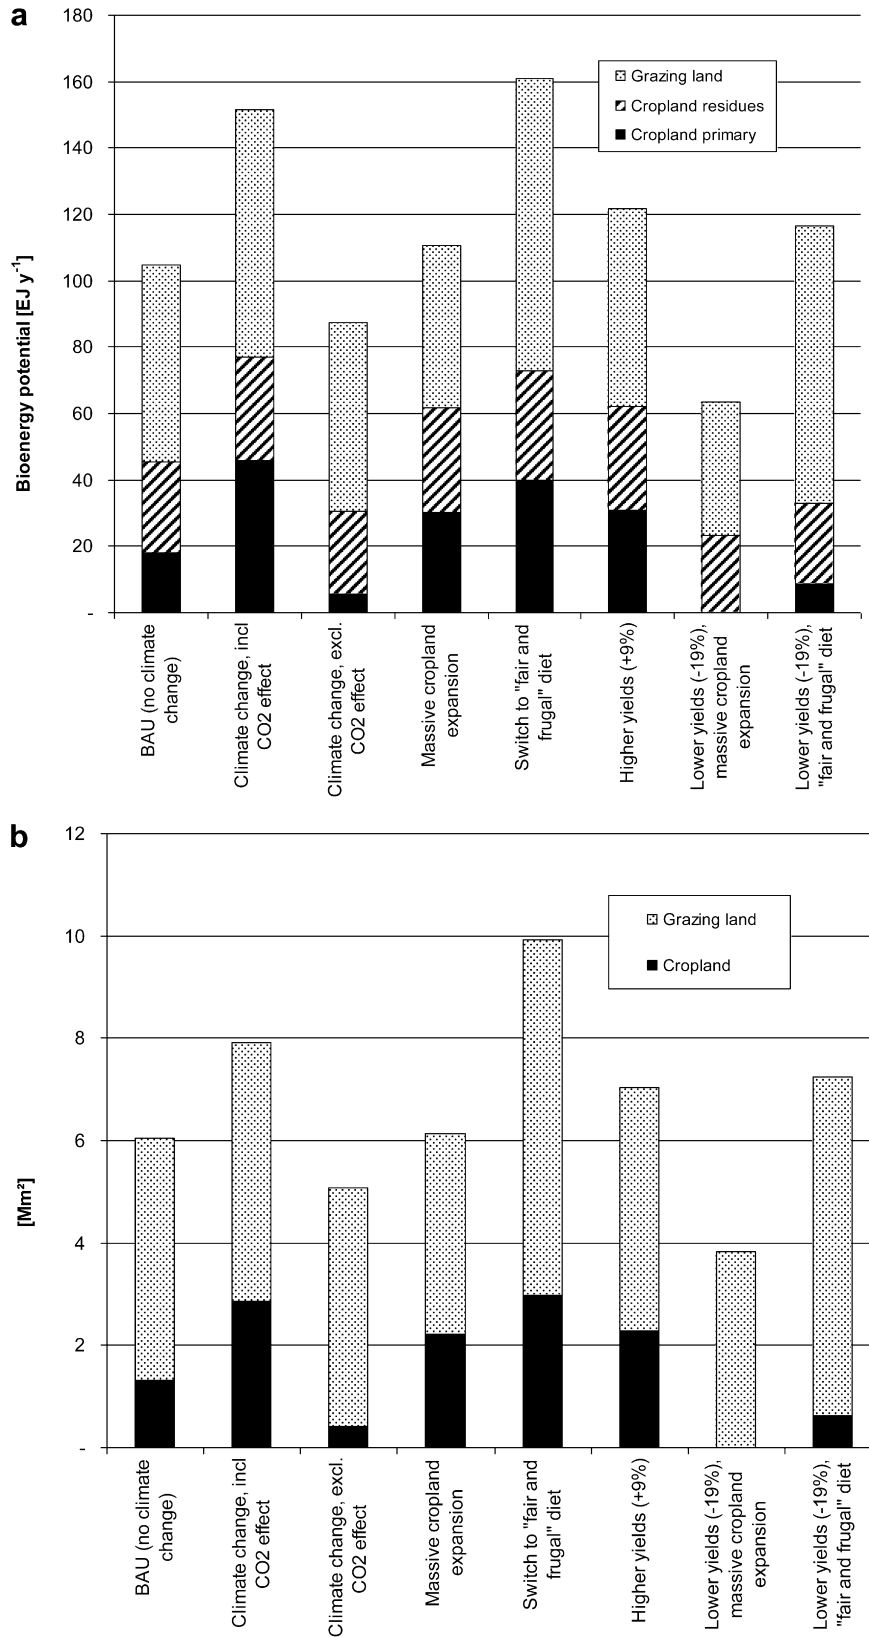 a
180
160
140
120
100
80
60
40
20
-
Bioenergy potential [EJ y-1]
Grazing land
Cropland residues
Cropland primary
BAU (no climate
change)
Climate change, incl
CO2 effect
Climate change, excl.
CO2 effect
Massive cropland
expansion
Switch to "fair and
frugal" diet
Higher yields (+9%)
Lower yields (-19%),
massive cropland
expansion
Lower yields (-19%),
"fair and frugal" diet
b
12
10
8
6
4
2
-
[Mm²]
Grazing land
Cropland
BAU (no climate
change)
Climate change, incl
CO2 effect
Climate change, excl.
CO2 effect
Massive cropland
expansion
Switch to "fair and
frugal" diet
Higher yields (+9%)
Lower yields (-19%),
massive cropland
expansion
Lower yields (-19%),
"fair and frugal" diet